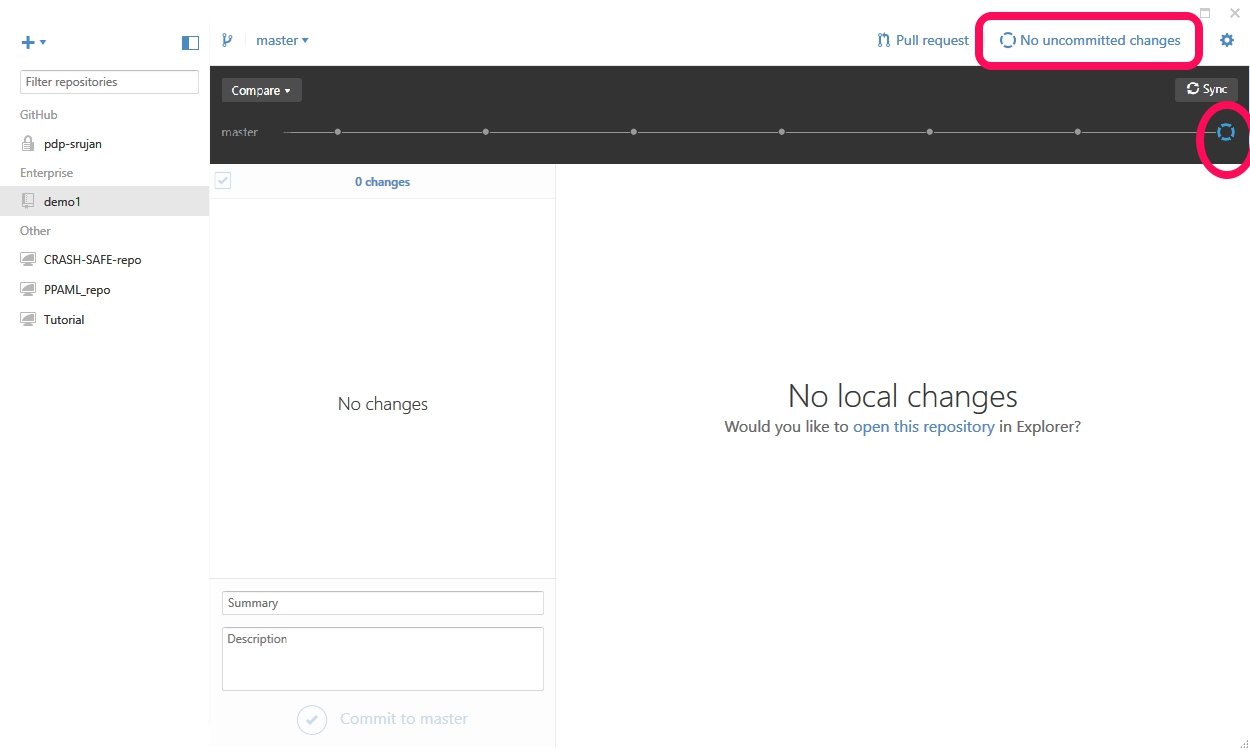 master
Pull request
No uncommitted changes
Filter repositories
GitHub
pdp-srujan
Enterprise
demo1
Other
CRASH-SAFE-repo
PPAML_repo
Tutorial
Compare
Sync
master
0 changes
No changes
Summary
Description
Commit to master
No local changes
Would you like to open this repository in Explorer?